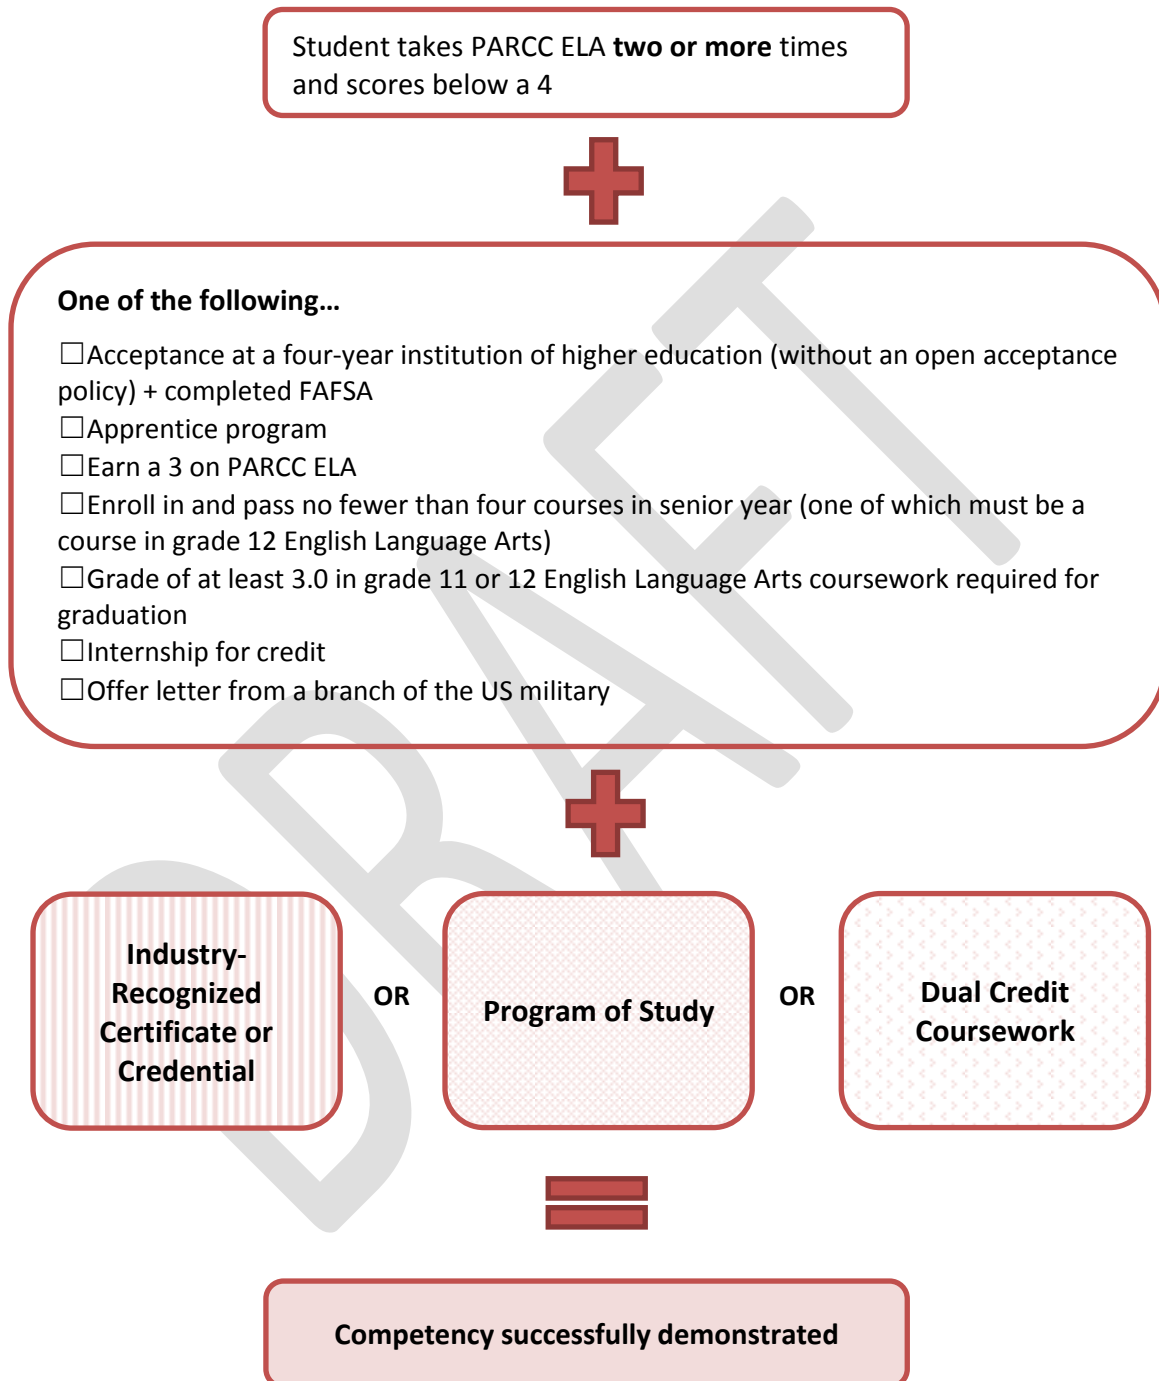 Student takes PARCC ELA two or more times
and scores below a 4
One of the following...
☐Acceptance at a four-year institution of higher education (without an open acceptance
policy) + completed FAFSA
☐Apprentice program
☐Earn a 3 on PARCC ELA
☐Enroll in and pass no fewer than four courses in senior year (one of which must be a
course in grade 12 English Language Arts)
☐Grade of at least 3.0 in grade 11 or 12 English Language Arts coursework required for
graduation
☐Internship for credit
☐Offer letter from a branch of the US military
Industry-
Recognized
Certificate or
Credential
OR
Program of Study
OR
Dual Credit
Coursework
Competency successfully demonstrated
DRAFT